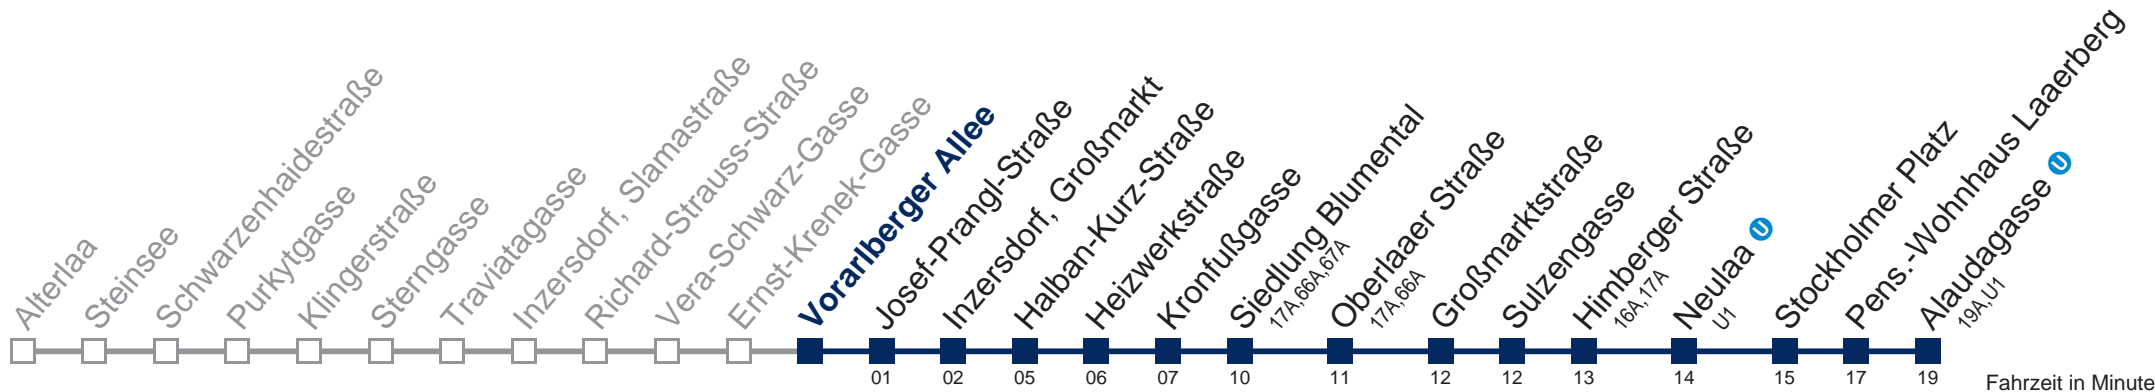 Alterlaa
Steinsee
Schwarzenhaidestraße
Purkytgasse
Klingerstraße
Sterngasse
Traviatagasse
Inzersdorf, Slamastraße
Richard-Strauss-Straße
Vera-Schwarz-Gasse
Ernst-Krenek-Gasse
Vorarlberger Allee
Josef-Prangl-Straße
01
Inzersdorf, Großmarkt
02
Halban-Kurz-Straße
05
Heizwerkstraße
06
Kronfußgasse
07
Siedlung Blumental
17A,66A,67A
10
Oberlaaer Straße
17A,66A
11
Großmarktstraße
12
Sulzengasse
12
Himberger Straße
16A,17A
13
Neulaa U
U1
14
Stockholmer Platz
15
Pens.-Wohnhaus Laaerberg
17
Alaudagasse U
19A,U1
19
Fahrzeit in Minute